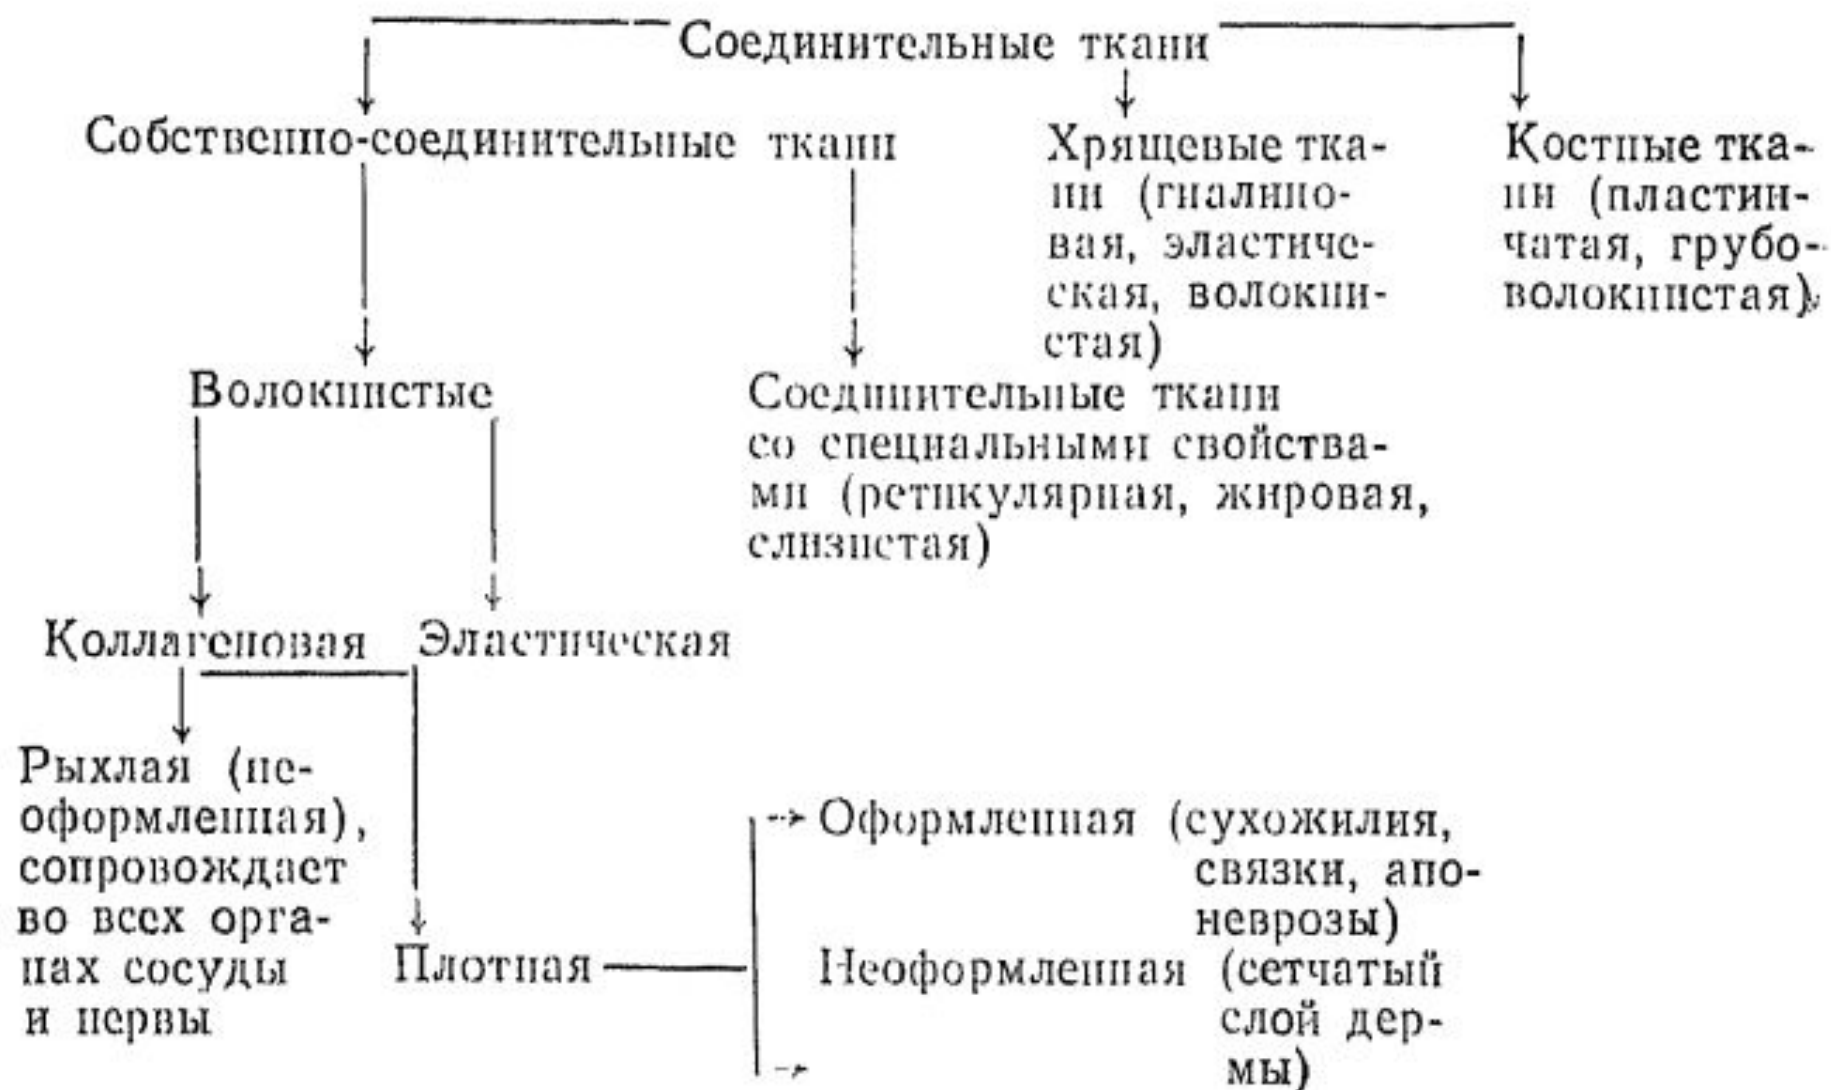 Соединительные ткани
Собственно-соединительные ткани
Хрящевые тка-
ни (гиалино-
вая, эластиче-
ская, волокни-
стая)
Костные тка-
ни (пластин-
чатая, грубо-
волокнистая)
Волокнистые
Соединительные ткани
со специальными свойства-
ми (ретикулярная, жировая,
слизистая)
Коллагеновая
Эластическая
Рыхлая (не-
оформленная),
сопровождает
во всех орга-
нах сосуды
и нервы
Плотная
Оформленная (сухожилия,
связки, апо-
неврозы)
Неоформленная (сетчатый
слой дер-
мы)